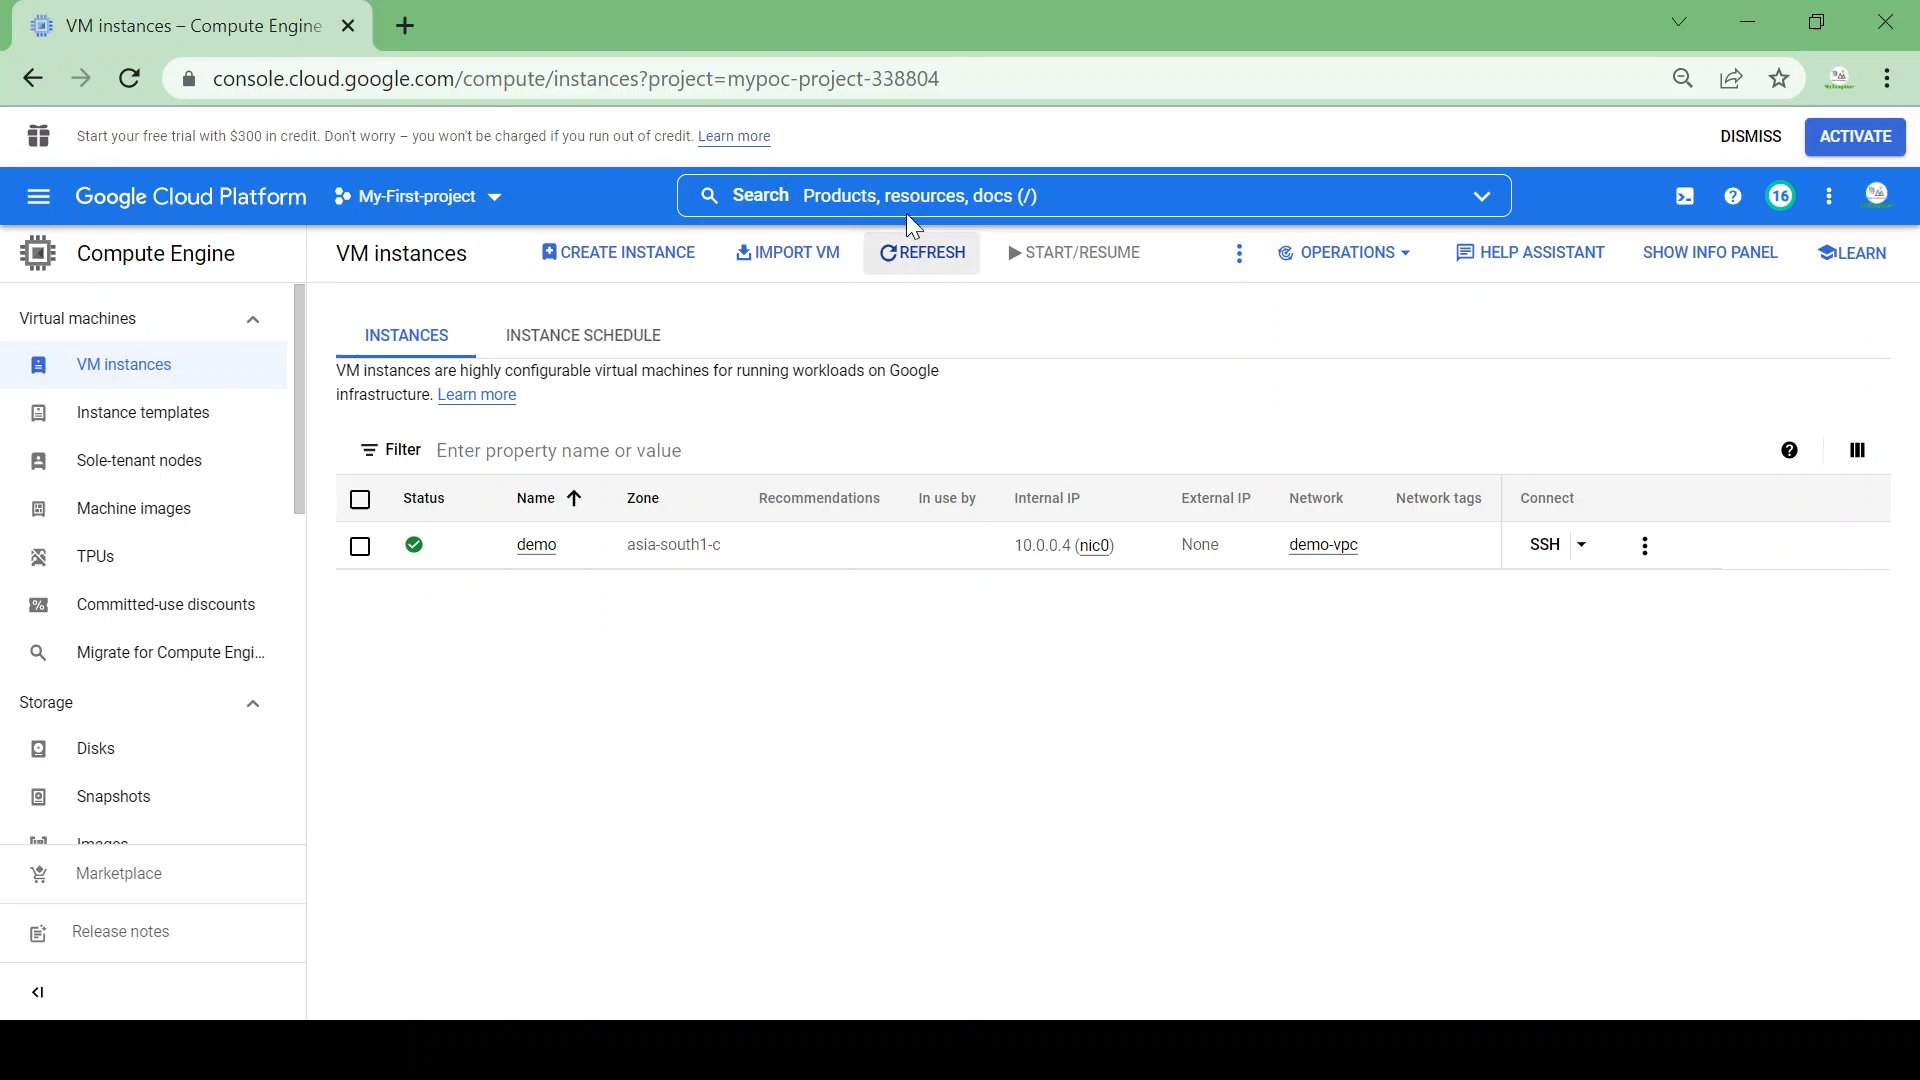 VM instances – Compute Engine
console.cloud.google.com/compute/instances?project=mypoc-project-338804
Start your free trial with $300 in credit. Don't worry – you won't be charged if you run out of credit. Learn more
DISMISS
ACTIVATE
Google Cloud Platform
My-First-project
Search Products, resources, docs (/)
16
Compute Engine
VM instances
CREATE INSTANCE
IMPORT VM
REFRESH
START/RESUME
OPERATIONS
HELP ASSISTANT
SHOW INFO PANEL
LEARN
Virtual machines
VM instances
Instance templates
Sole-tenant nodes
Machine images
TPUs
Committed-use discounts
Migrate for Compute Engi...
Storage
Disks
Snapshots
Images
Marketplace
Release notes
INSTANCES
INSTANCE SCHEDULE
VM instances are highly configurable virtual machines for running workloads on Google
infrastructure. Learn more
Filter Enter property name or value
Status Name Zone Recommendations In use by Internal IP External IP Network Network tags Connect
demo asia-south1-c 10.0.0.4 (nic0) None demo-vpc SSH